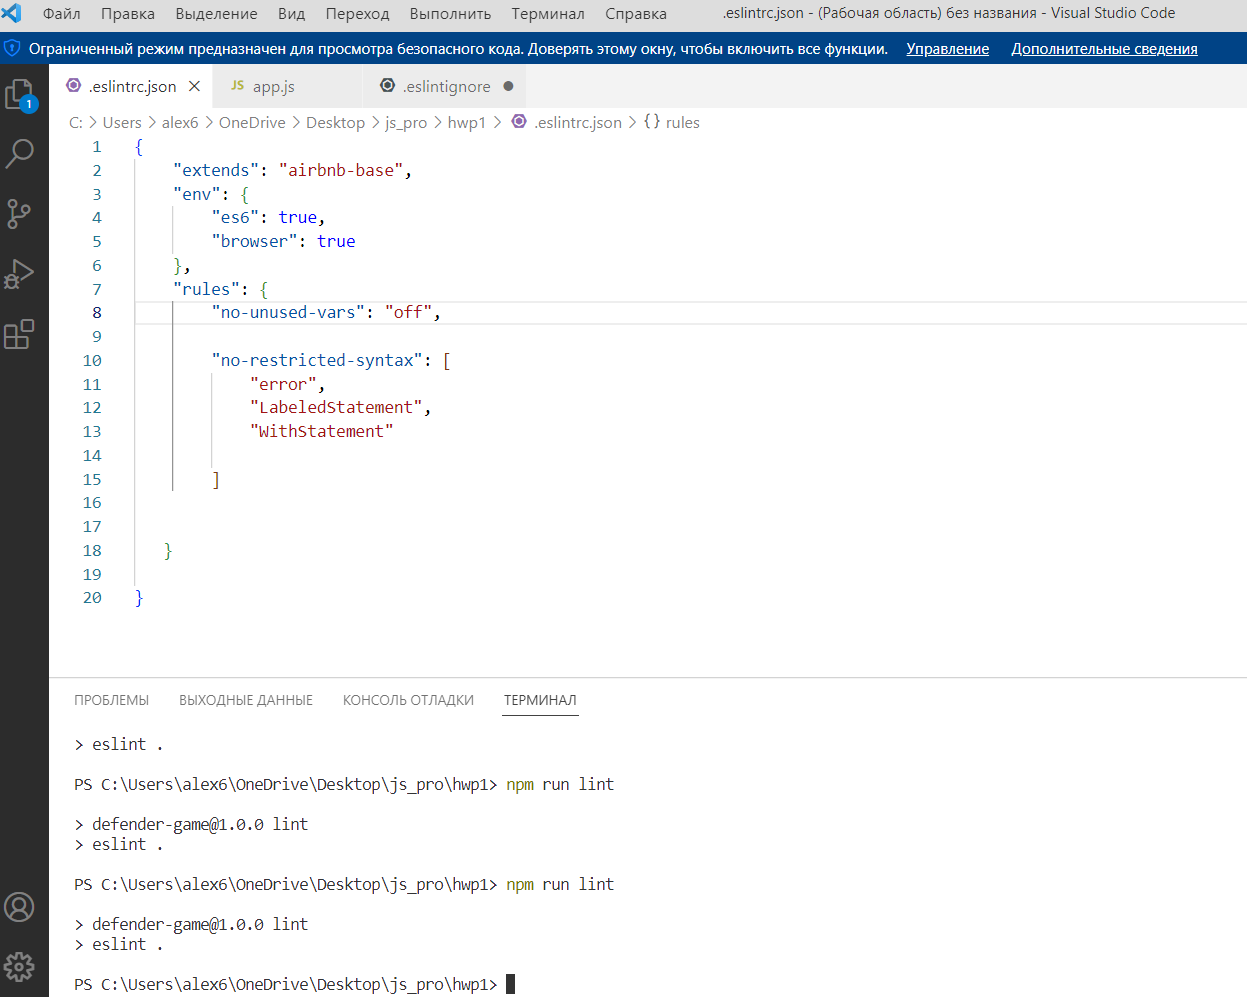 Файл Правка Выделение Вид Переход Выполнить Терминал Справка .eslintrc.json - (Рабочая область) без названия - Visual Studio Code
Ограниченный режим предназначен для просмотра безопасного кода. Доверять этому окну, чтобы включить все функции. Управление Дополнительные сведения
.eslintrc.json JS app.js .eslintignore
1
C: > Users > alex6 > OneDrive > Desktop > js_pro > hwp1 > .eslintrc.json > {} rules
1 {
2 "extends": "airbnb-base",
3 "env": {
4 "es6": true,
5 "browser": true
6 },
7 "rules": {
8 "no-unused-vars": "off",
9
10 "no-restricted-syntax": [
11 "error",
12 "LabeledStatement",
13 "WithStatement"
14
15 ]
16
17
18 }
19
20 }
ПРОБЛЕМЫ ВЫХОДНЫЕ ДАННЫЕ КОНСОЛЬ ОТЛАДКИ ТЕРМИНАЛ
> eslint .
PS C:\Users\alex6\OneDrive\Desktop\js_pro\hwp1> npm run lint
> defender-game@1.0.0 lint
> eslint .
PS C:\Users\alex6\OneDrive\Desktop\js_pro\hwp1> npm run lint
> defender-game@1.0.0 lint
> eslint .
PS C:\Users\alex6\OneDrive\Desktop\js_pro\hwp1>